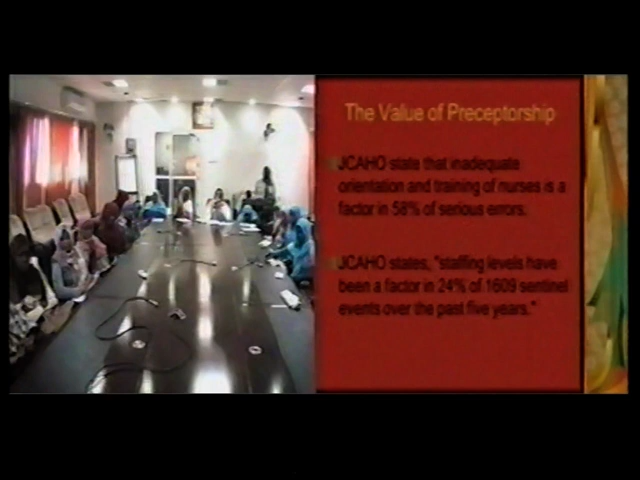 The Value of Preceptorship
JCAHO state that inadequate
orientation and training of nurses is a
factor in 58% of serious errors.
JCAHO states, "staffing levels have
been a factor in 24% of 1609 sentinel
events over the past five years."